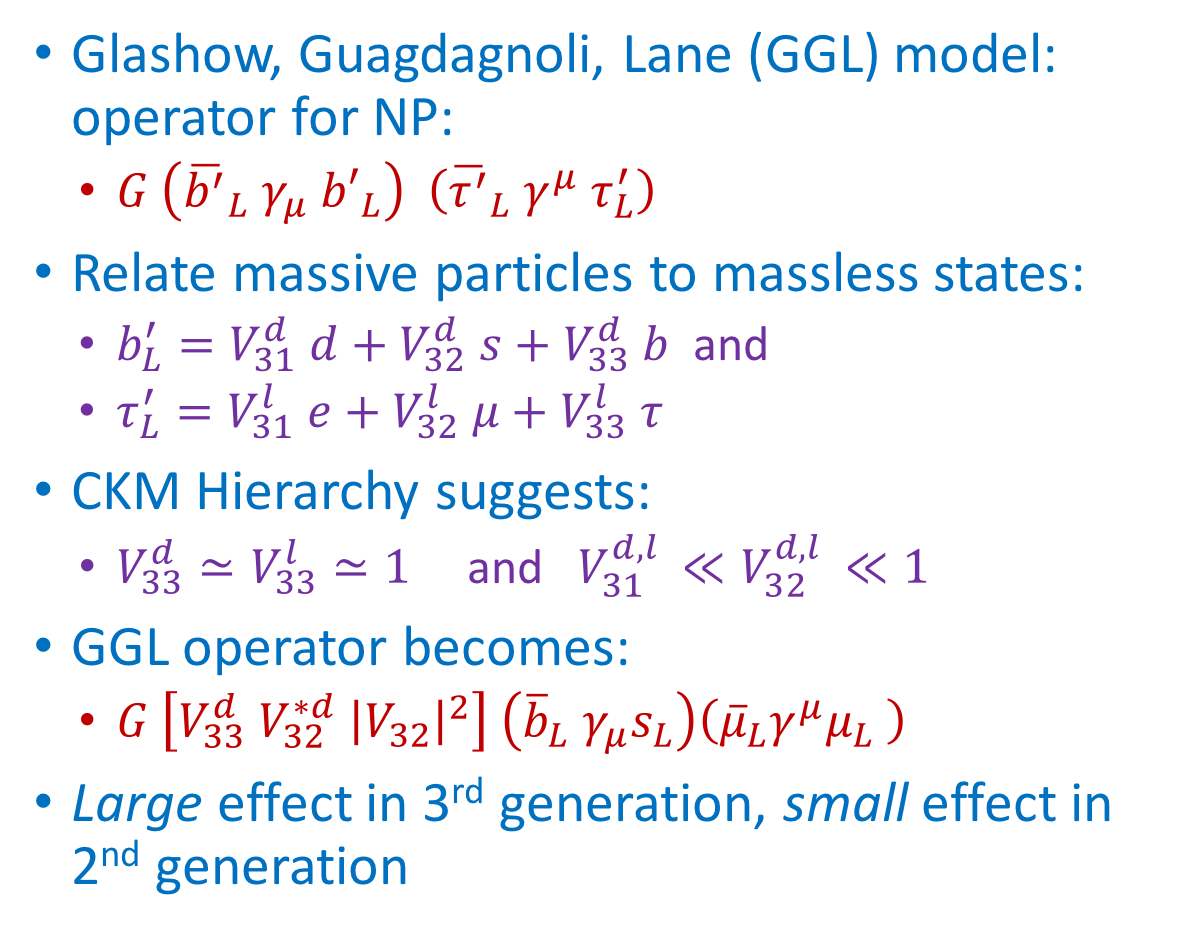 • Glashow, Guagdagnoli, Lane (GGL) model:
operator for NP:
• G (b̄′_L γ_μ b′_L) (τ̄′_L γ^μ τ′_L)
• Relate massive particles to massless states:
• b′_L = V^d_31 d + V^d_32 s + V^d_33 b and
• τ′_L = V^l_31 e + V^l_32 μ + V^l_33 τ
• CKM Hierarchy suggests:
• V^d_33 ≃ V^l_33 ≃ 1 and V^{d,l}_31 ≪ V^{d,l}_32 ≪ 1
• GGL operator becomes:
• G [V^d_33 V^{*d}_32 |V_32|^2] (b̄_L γ_μ s_L)(μ̄_L γ^μ μ_L )
• Large effect in 3rd generation, small effect in
2nd generation